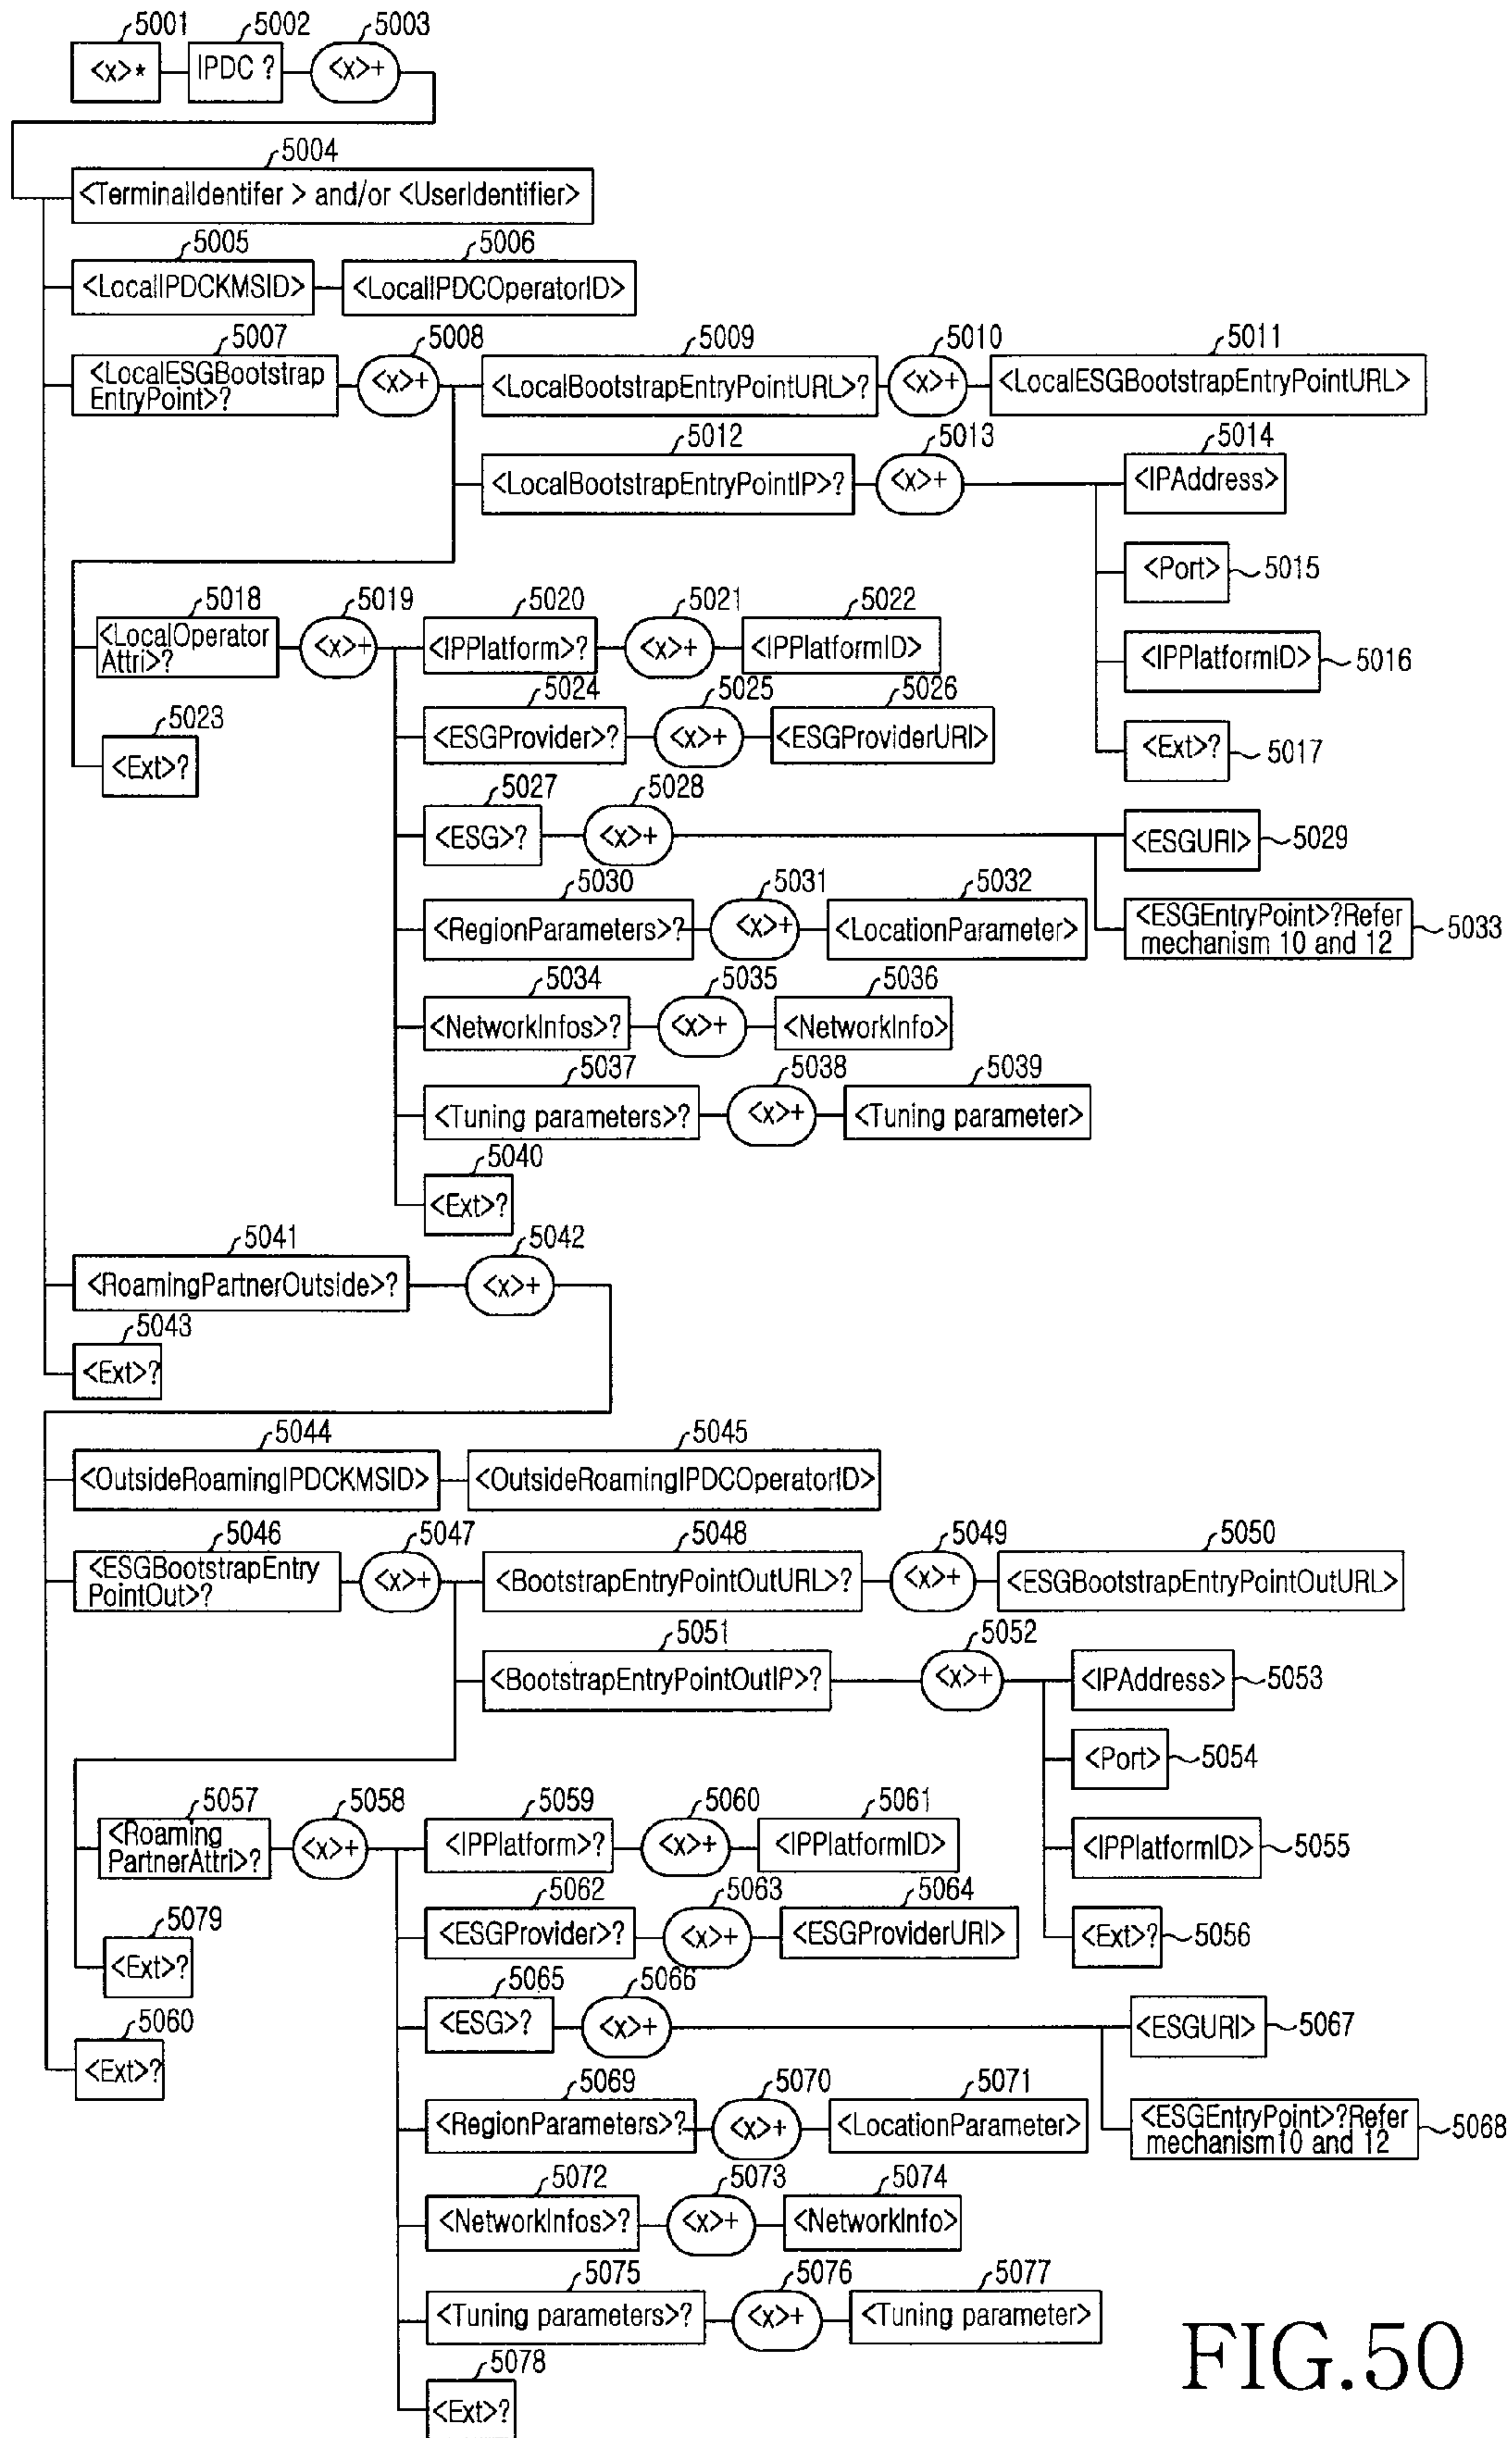 5001 5002 5003
<x>* IPDC ? <x>+
5004
<TerminalIdentifer > and/or <UserIdentifier>
5005 5006
<LocalIPDCKMSID> <LocalIPDCOperatorID>
5007 5008 5009 5010 5011
<LocalESGBootstrap
EntryPoint>? <x>+ <LocalBootstrapEntryPointURL>? <x>+ <LocalESGBootstrapEntryPointURL>
5012 5013 5014
<LocalBootstrapEntryPointIP>? <x>+ <IPAddress>
<Port> 5015
5018 5019 5020 5021 5022
<LocalOperator
Attri>? <x>+ <IPPlatform>? <x>+ <IPPlatformID> <IPPlatformID> 5016
5023 5024 5025 5026
<Ext>? <ESGProvider>? <x>+ <ESGProviderURI> <Ext>? 5017
5027 5028
<ESG>? <x>+ <ESGURI> 5029
5030 5031 5032
<RegionParameters>? <x>+ <LocationParameter> <ESGEntryPoint>?Refer
mechanism 10 and 12 5033
5034 5035 5036
<NetworkInfos>? <x>+ <NetworkInfo>
5037 5038 5039
<Tuning parameters>? <x>+ <Tuning parameter>
5040
<Ext>?
5041 5042
<RoamingPartnerOutside>? <x>+
5043
<Ext>?
5044 5045
<OutsideRoamingIPDCKMSID> <OutsideRoamingIPDCOperatorID>
5046 5047 5048 5049 5050
<ESGBootstrapEntry
PointOut>? <x>+ <BootstrapEntryPointOutURL>? <x>+ <ESGBootstrapEntryPointOutURL>
5051 5052
<BootstrapEntryPointOutIP>? <x>+ <IPAddress> 5053
<Port> 5054
5057 5058 5059 5060 5061
<Roaming
PartnerAttri>? <x>+ <IPPlatform>? <x>+ <IPPlatformID> <IPPlatformID> 5055
5079 5062 5063 5064
<Ext>? <ESGProvider>? <x>+ <ESGProviderURI> <Ext>? 5056
5060 5065 5066
<Ext>? <ESG>? <x>+ <ESGURI> 5067
5069 5070 5071
<RegionParameters>? <x>+ <LocationParameter> <ESGEntryPoint>?Refer
mechanism10 and 12 5068
5072 5073 5074
<NetworkInfos>? <x>+ <NetworkInfo>
5075 5076 5077
<Tuning parameters>? <x>+ <Tuning parameter>
5078
<Ext>?
FIG.50